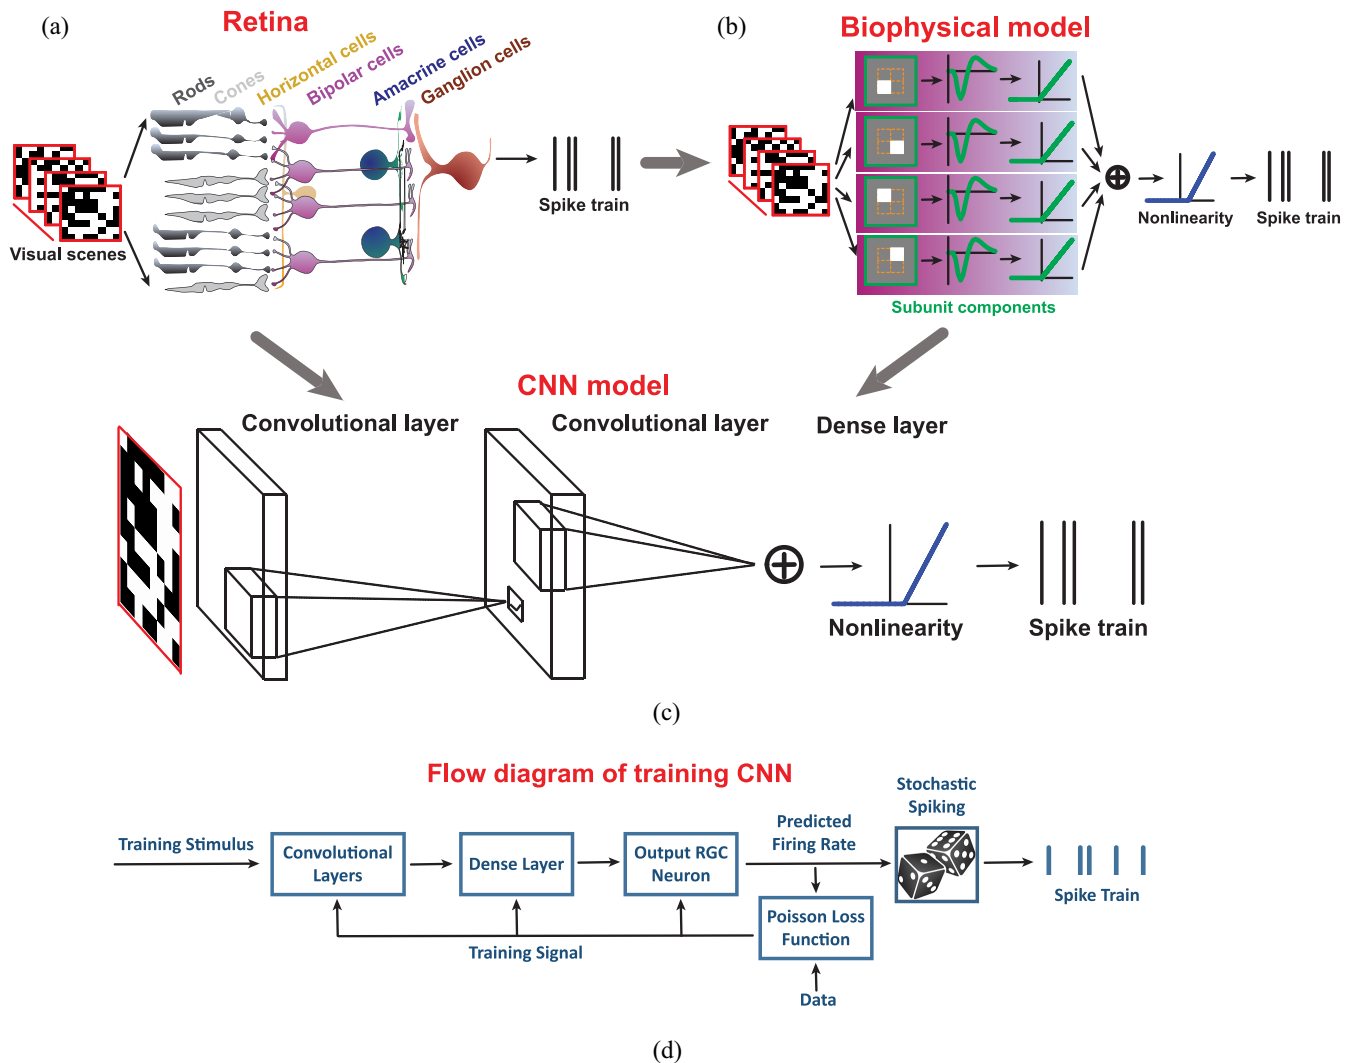 (a)
Retina
Rods
Cones
Horizontal cells
Bipolar cells
Amacrine cells
Ganglion cells
Visual scenes
Spike train
(b)
Biophysical model
Nonlinearity
Spike train
Subunit components
CNN model
Convolutional layer
Convolutional layer
Dense layer
Nonlinearity
Spike train
(c)
Flow diagram of training CNN
Training Stimulus
Convolutional
Layers
Dense Layer
Output RGC
Neuron
Predicted
Firing Rate
Stochastic
Spiking
Spike Train
Poisson Loss
Function
Training Signal
Data
(d)